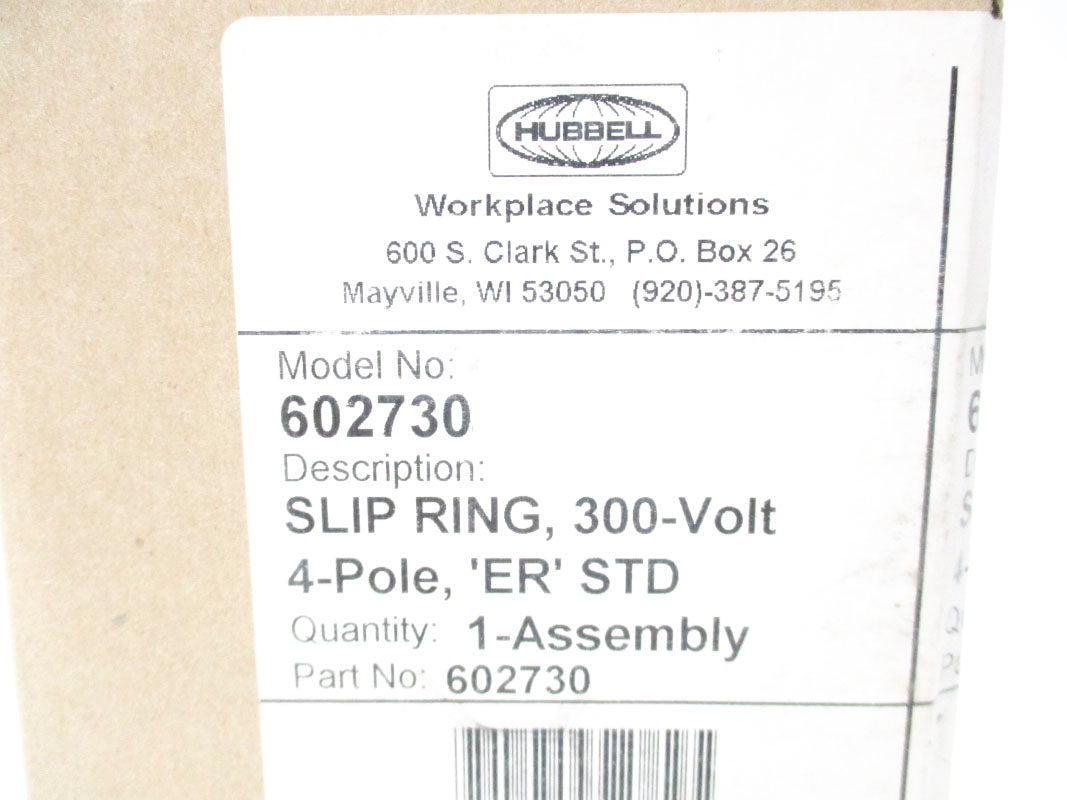 HUBBELL
Workplace Solutions
600 S. Clark St., P.O. Box 26
Mayville, WI 53050 (920)-387-5195
Model No:
602730
Description:
SLIP RING, 300-Volt
4-Pole, 'ER' STD
Quantity: 1-Assembly
Part No: 602730